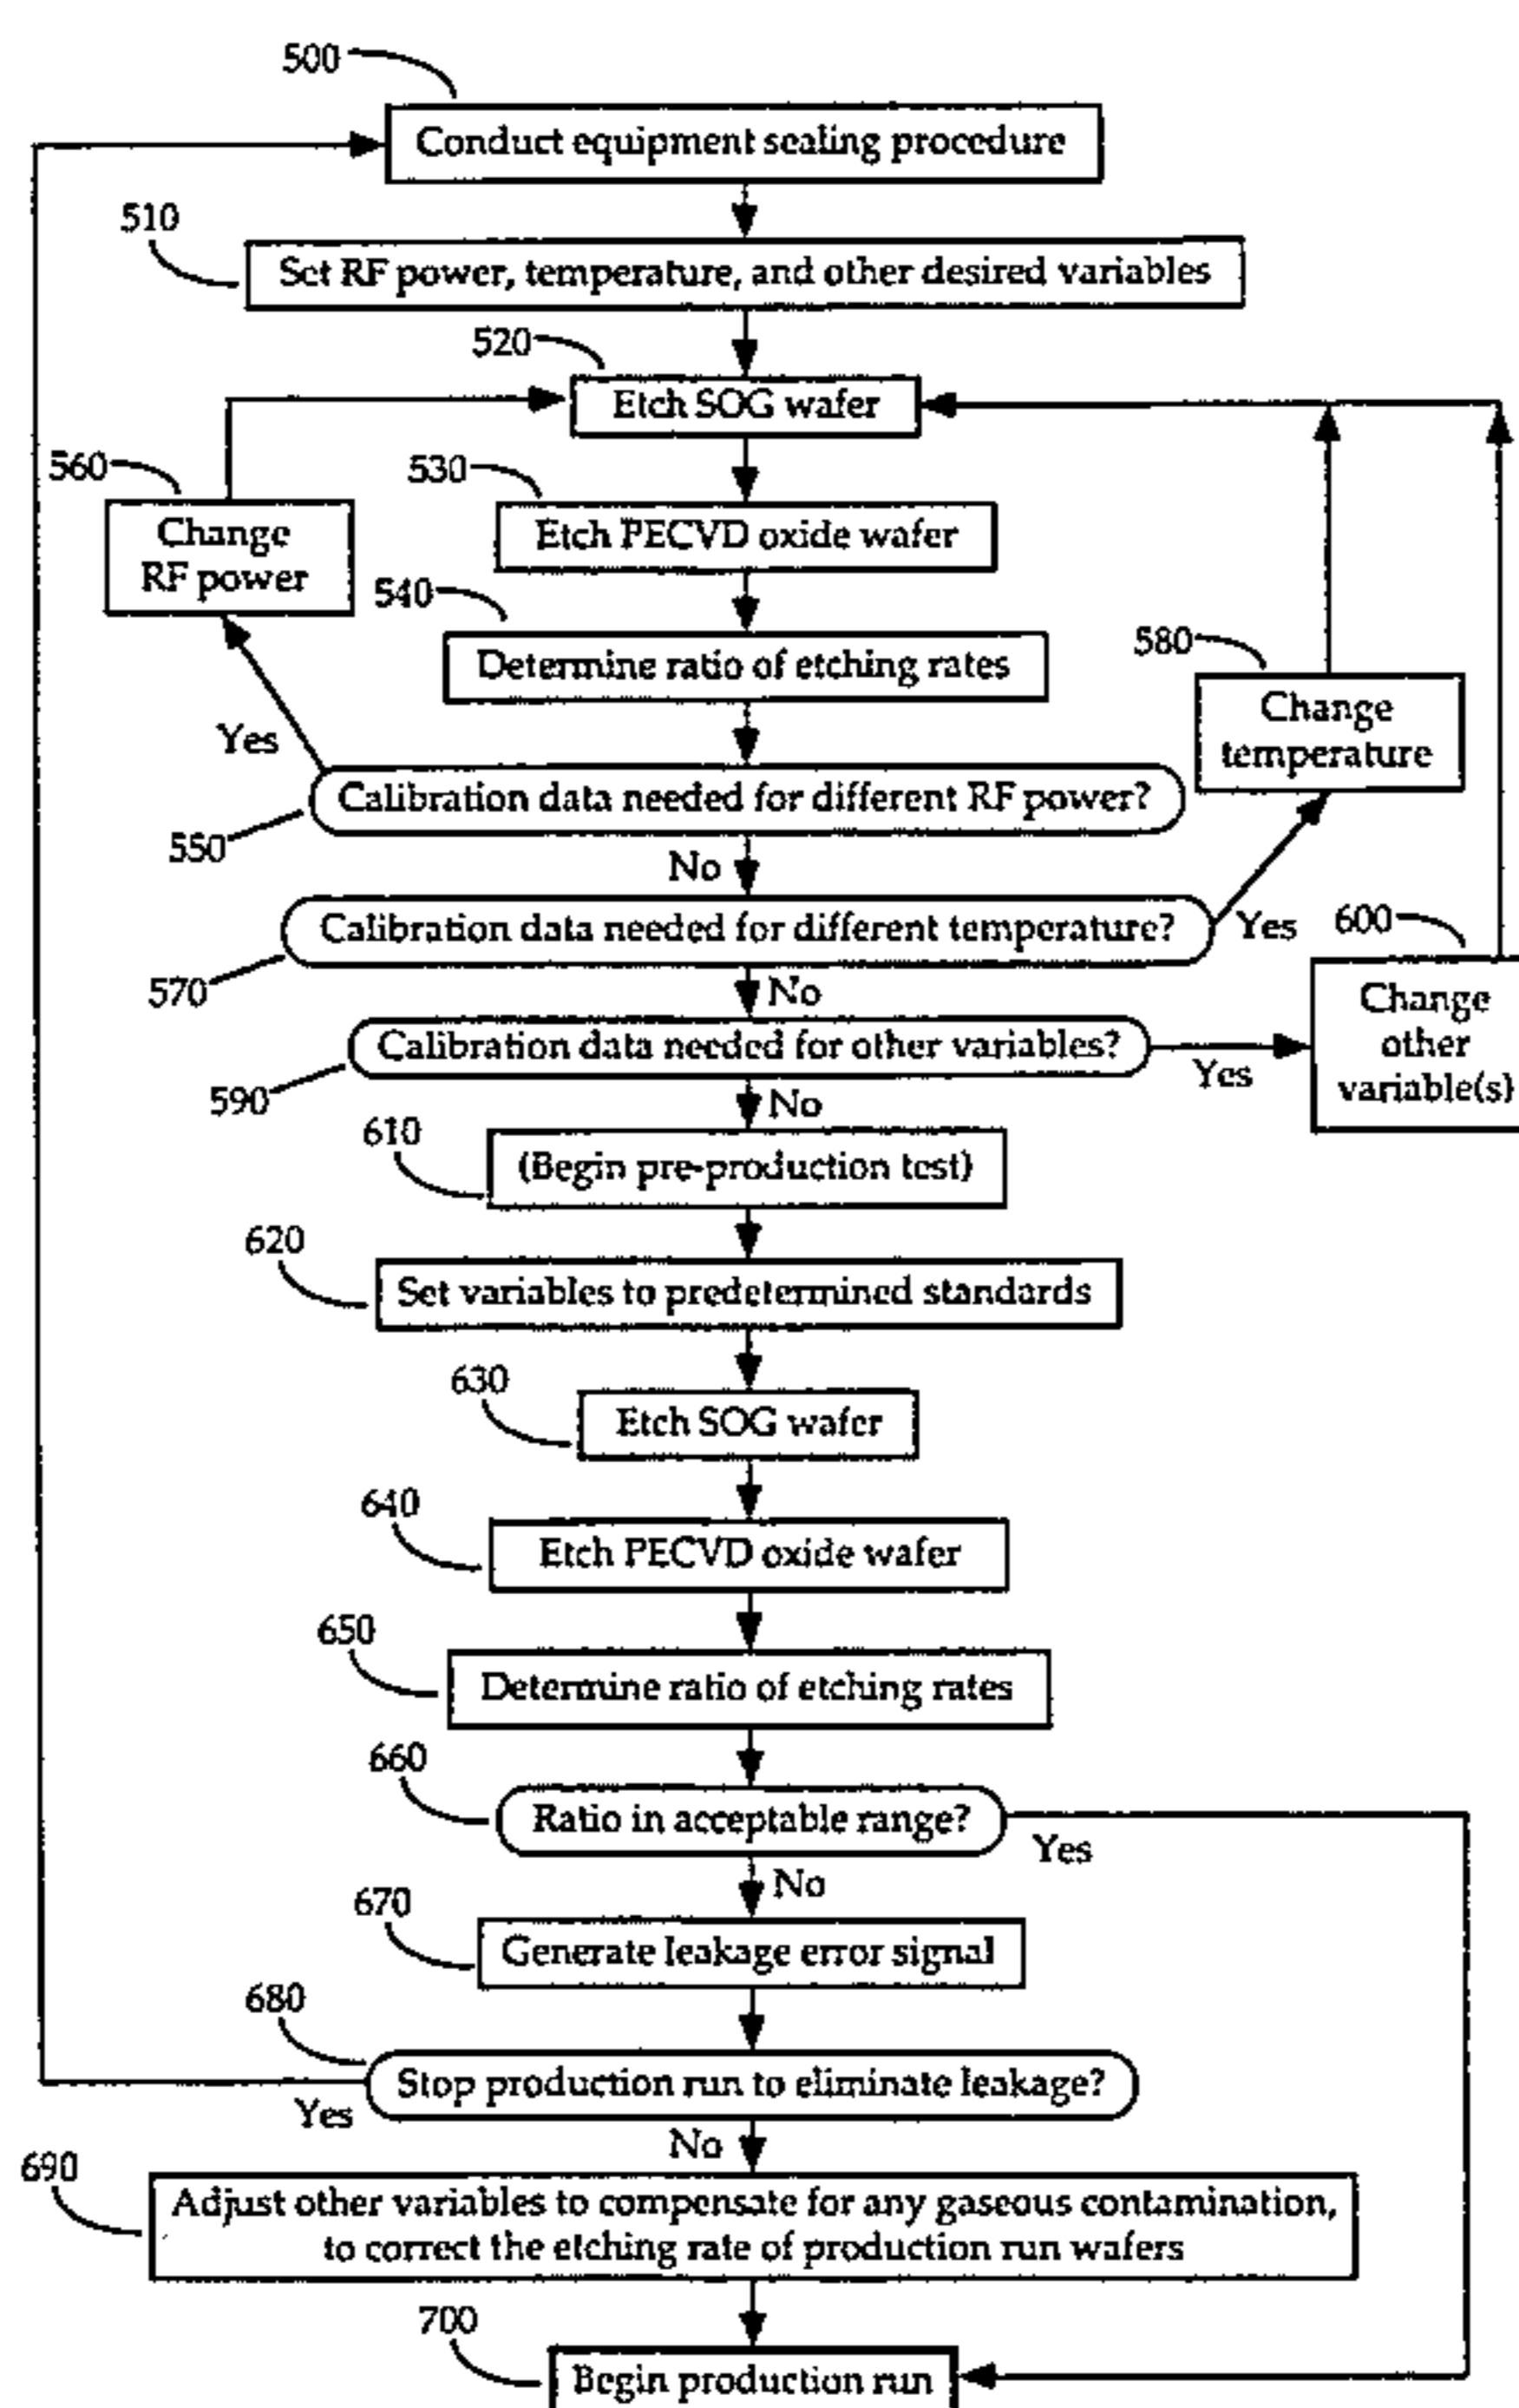 500
Conduct equipment sealing procedure
510
Set RF power, temperature, and other desired variables
520
Etch SOG wafer
560
530
Change
RF power
Etch PECVD oxide wafer
540
Determine ratio of etching rates
580
Change
temperature
Yes
Calibration data needed for different RF power?
550
No
Calibration data needed for different temperature?
Yes
600
570
No
Change
other
variable(s)
Calibration data needed for other variables?
Yes
590
No
610
(Begin pre-production test)
620
Set variables to predetermined standards
630
Etch SOG wafer
640
Etch PECVD oxide wafer
650
Determine ratio of etching rates
660
Ratio in acceptable range?
Yes
No
670
Generate leakage error signal
680
Stop production run to eliminate leakage?
Yes
No
690
Adjust other variables to compensate for any gaseous contamination,
to correct the etching rate of production run wafers
700
Begin production run